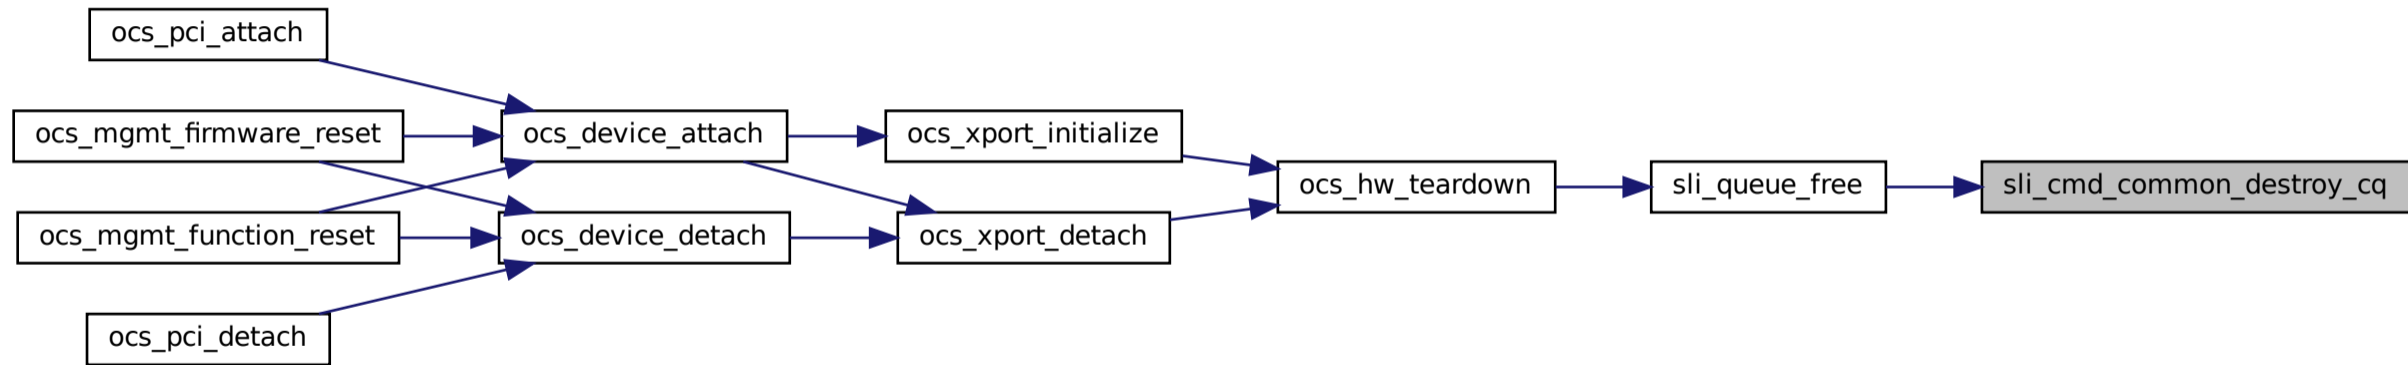 ocs_pci_attach
ocs_mgmt_firmware_reset
ocs_device_attach
ocs_xport_initialize
ocs_hw_teardown
sli_queue_free
sli_cmd_common_destroy_cq
ocs_mgmt_function_reset
ocs_device_detach
ocs_xport_detach
ocs_pci_detach